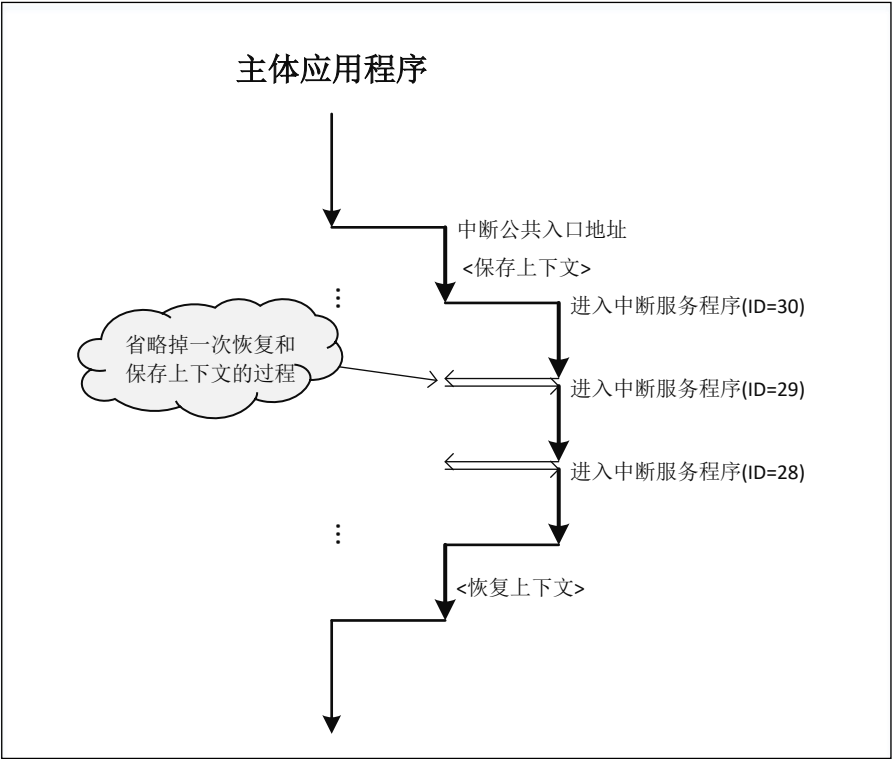 主体应用程序
中断公共入口地址
<保存上下文>
进入中断服务程序(ID=30)
省略掉一次恢复和
保存上下文的过程
进入中断服务程序(ID=29)
进入中断服务程序(ID=28)
<恢复上下文>